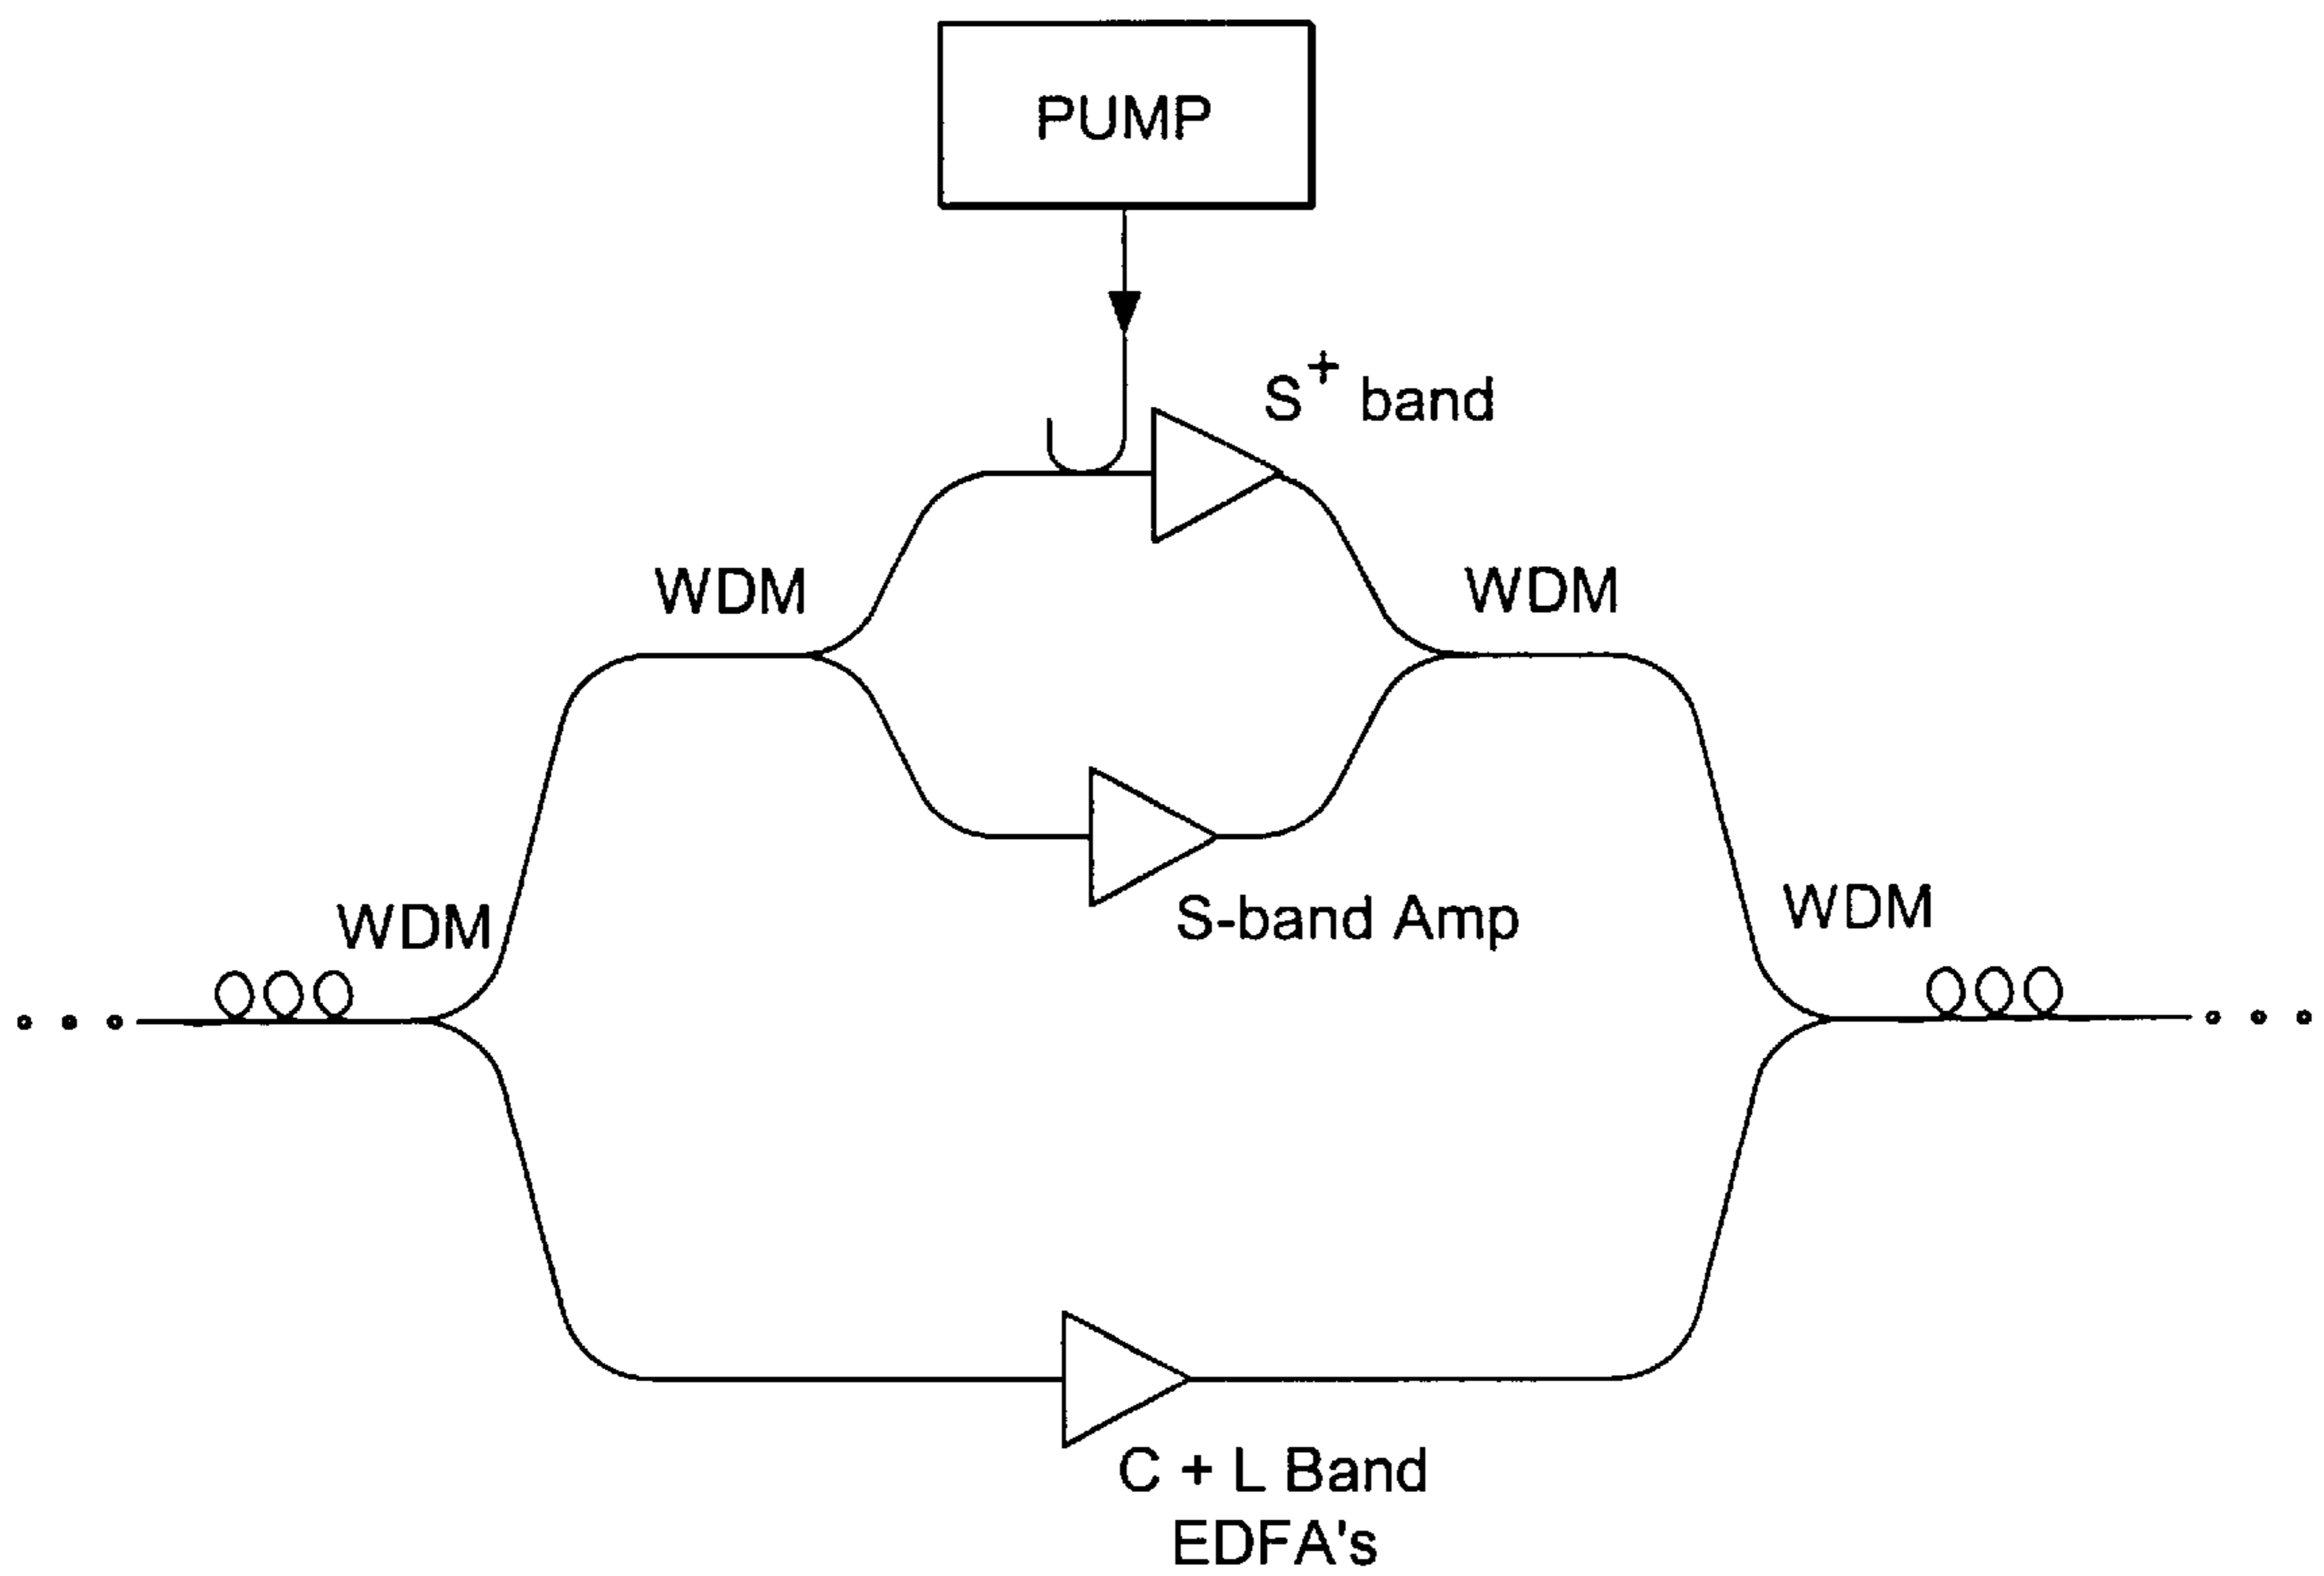 PUMP
S⁺ band
WDM
WDM
S-band Amp
WDM
WDM
C + L Band
EDFA's